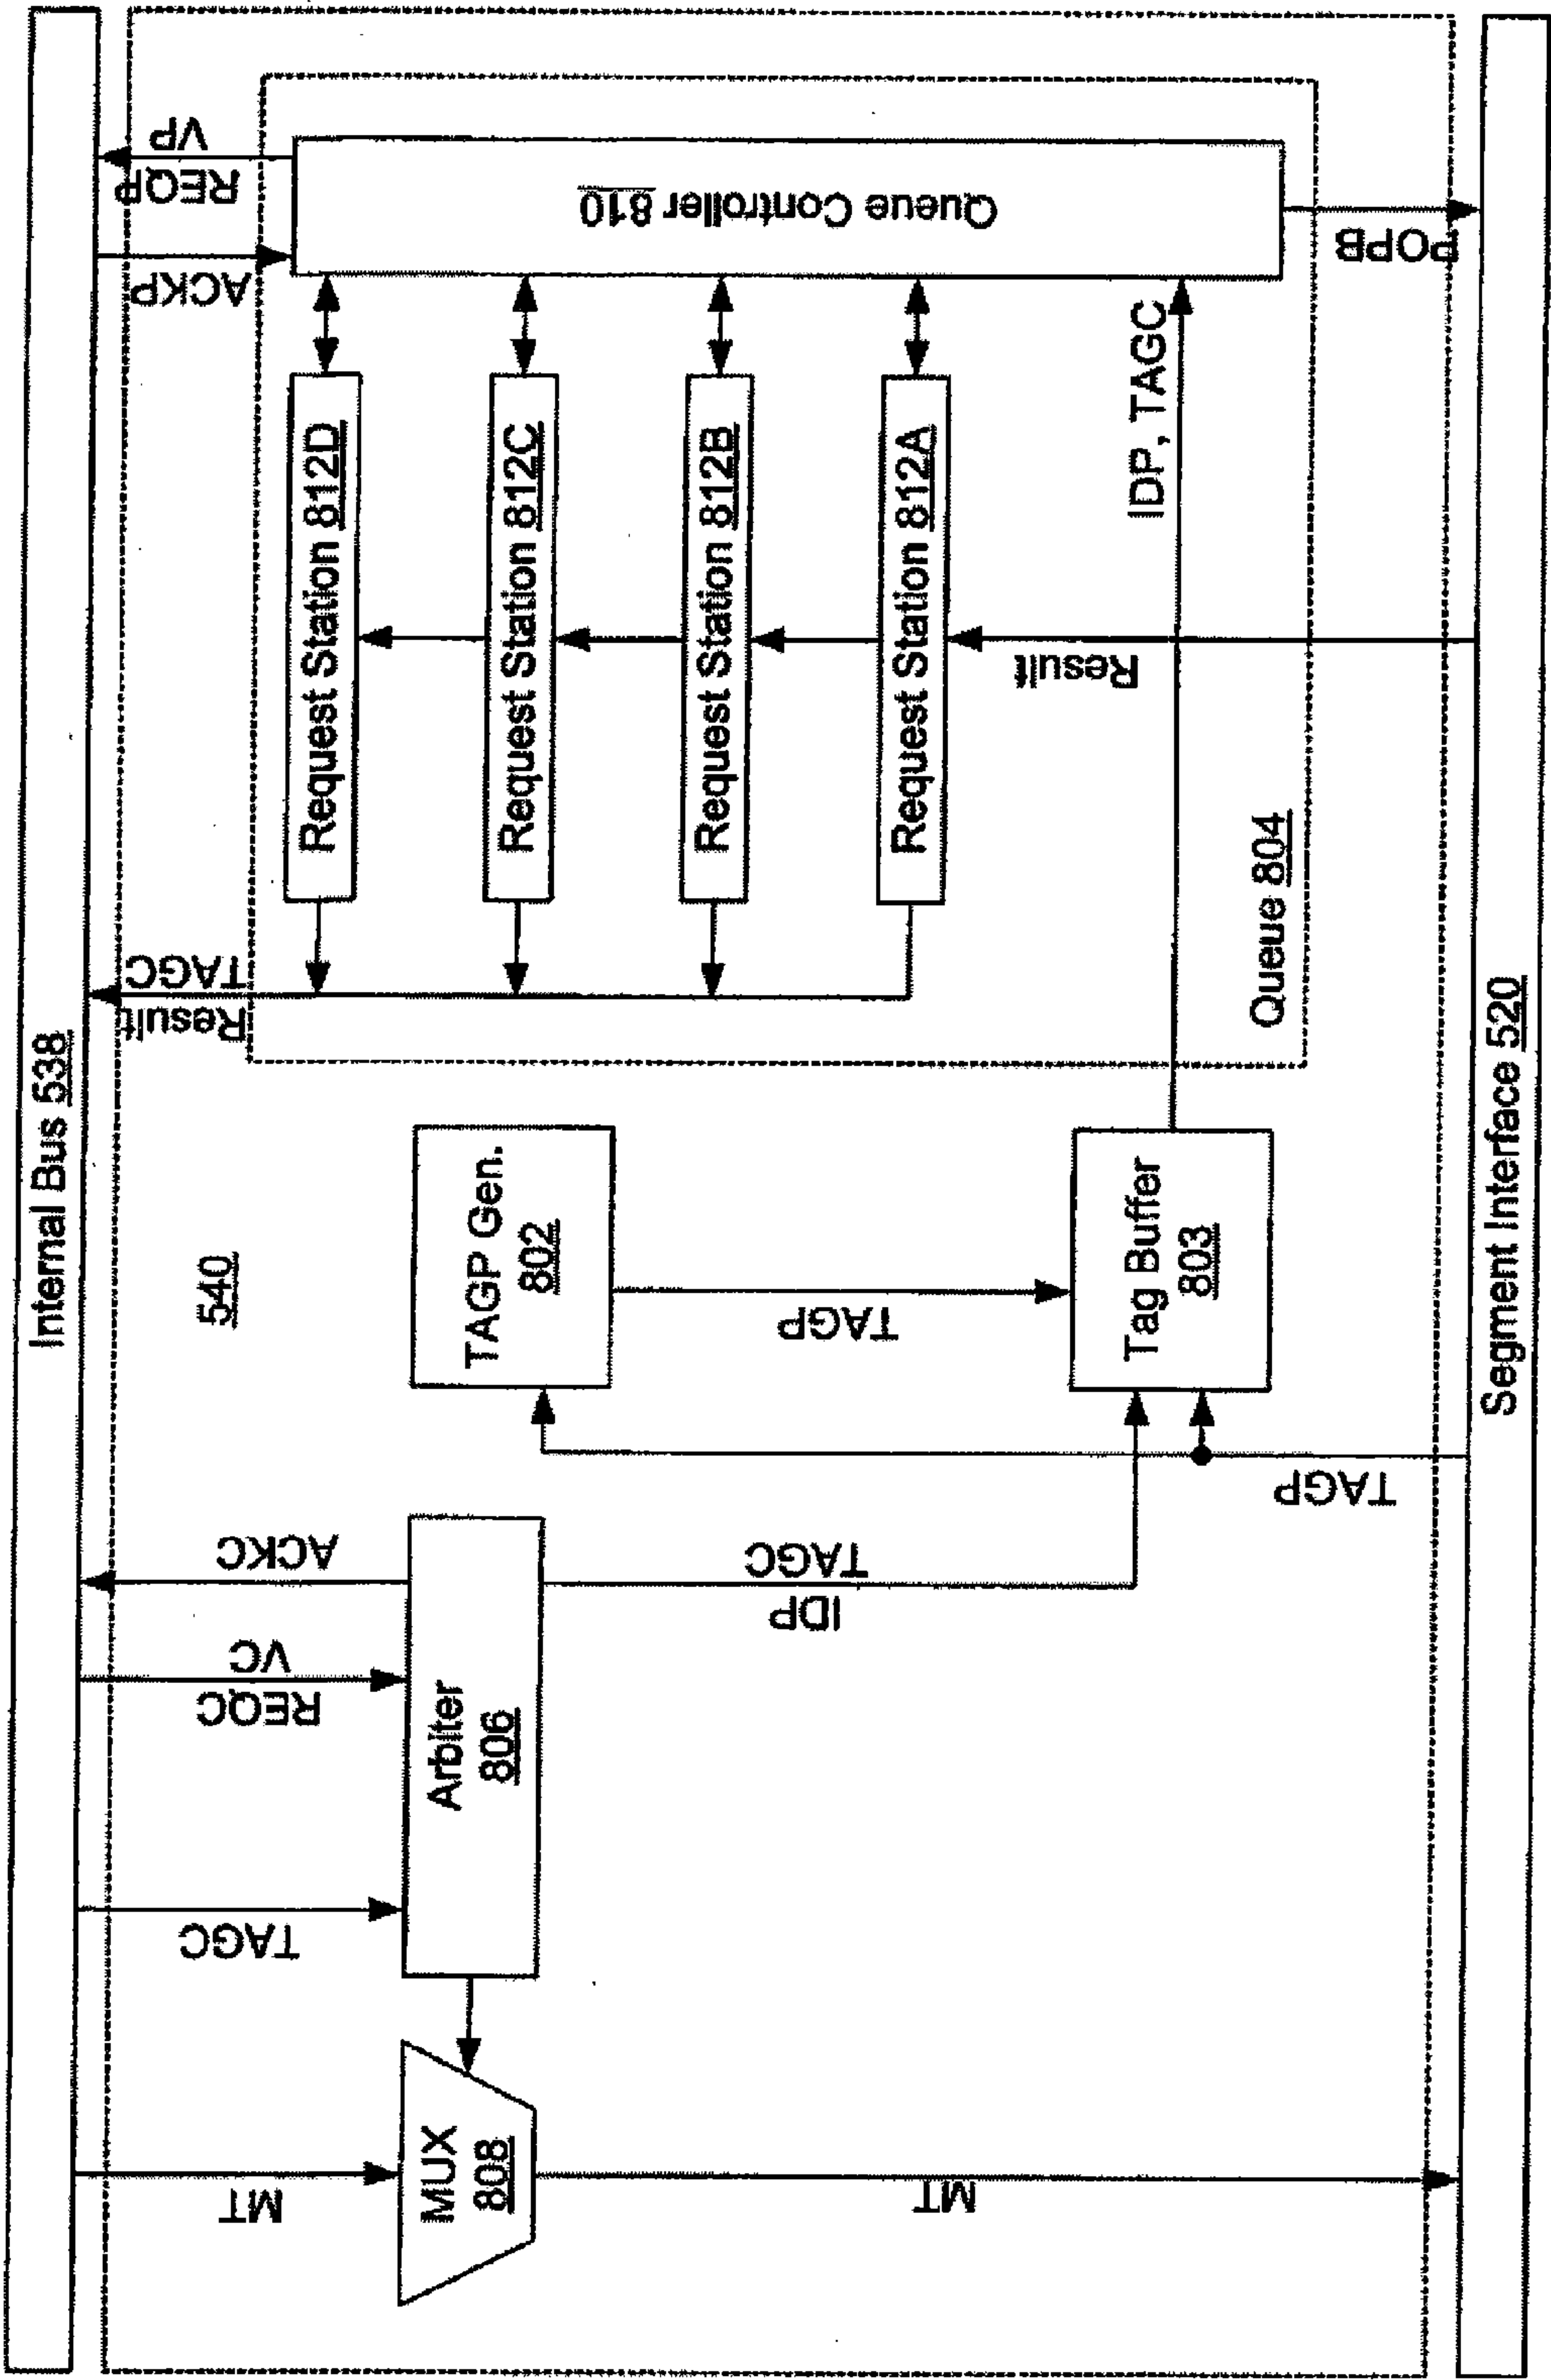 Internal Bus 538
MT
TAGC
REQC
VC
ACKC
540
Result
TAGC
ACKP
REQP
VP
MUX
808
Arbiter
806
TAGP Gen.
802
Request Station 812D
Request Station 812C
Request Station 812B
Request Station 812A
Queue Controller 810
MT
IDP
TAGC
TAGP
TAGP
Tag Buffer
803
Result
IDP, TAGC
Queue 804
POPB
Segment Interface 520